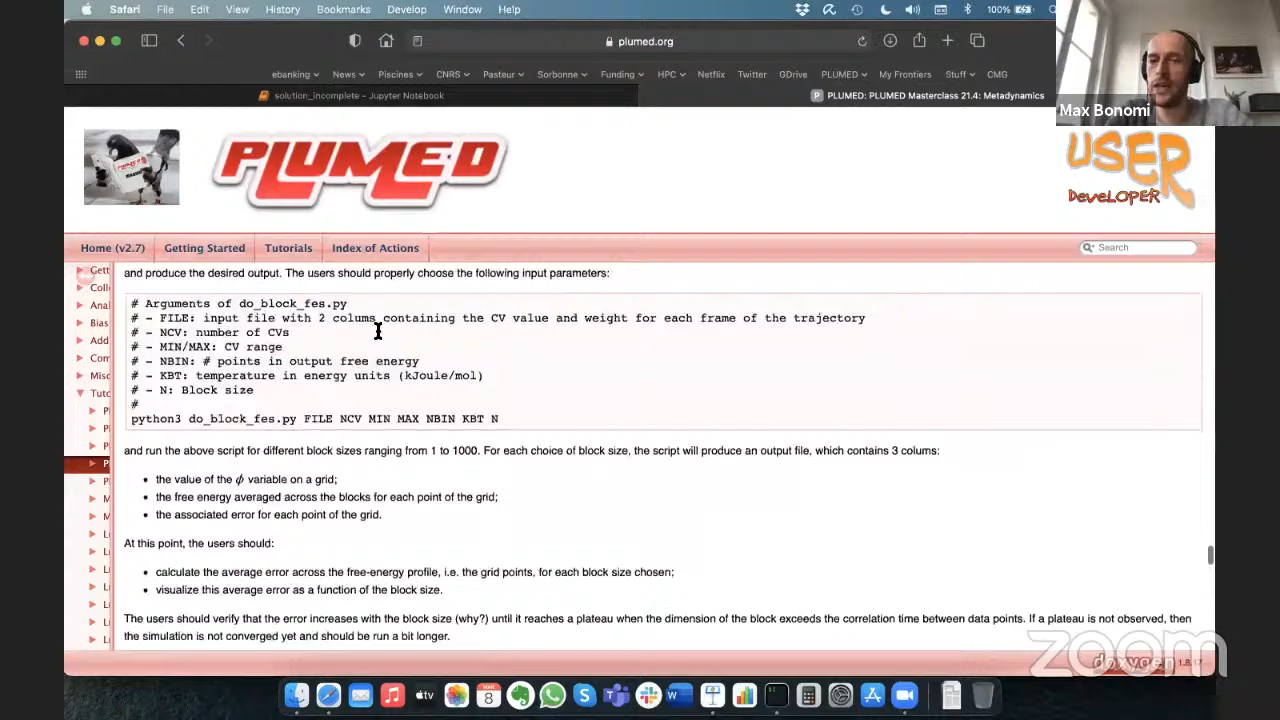 Safari File Edit View History Bookmarks Develop Window Help 100%
plumed.org
ebanking News Piscines CNRS Pasteur Sorbonne Funding HPC Netflix Twitter GDrive PLUMED My Frontiers Stuff CMG
solution_incomplete – Jupyter Notebook
P PLUMED: PLUMED Masterclass 21.4: Metadynamics
Max Bonomi
PLUMED
USER
DEVELOPER
Home (v2.7) Getting Started Tutorials Index of Actions Search
Gett
Coll
Anal
Bias
Add
Com
Misc
Tuto
P
P
P
P
P
M
M
L
L
L
L
L
and produce the desired output. The users should properly choose the following input parameters:
# Arguments of do_block_fes.py
# - FILE: input file with 2 colums containing the CV value and weight for each frame of the trajectory
# - NCV: number of CVs
# - MIN/MAX: CV range
# - NBIN: # points in output free energy
# - KBT: temperature in energy units (kJoule/mol)
# - N: Block size
#
python3 do_block_fes.py FILE NCV MIN MAX NBIN KBT N
and run the above script for different block sizes ranging from 1 to 1000. For each choice of block size, the script will produce an output file, which contains 3 colums:
• the value of the ϕ variable on a grid;
• the free energy averaged across the blocks for each point of the grid;
• the associated error for each point of the grid.
At this point, the users should:
• calculate the average error across the free-energy profile, i.e. the grid points, for each block size chosen;
• visualize this average error as a function of the block size.
The users should verify that the error increases with the block size (why?) until it reaches a plateau when the dimension of the block exceeds the correlation time between data points. If a plateau is not observed, then
the simulation is not converged yet and should be run a bit longer.
zoom
doxygen
tv
8